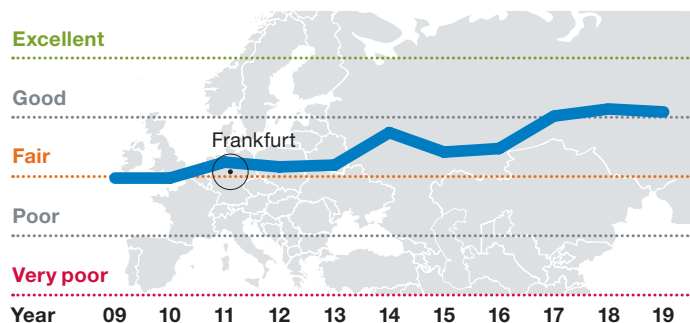 Excellent
Good
Frankfurt
Fair
Poor
Very poor
Year 09 10 11 12 13 14 15 16 17 18 19